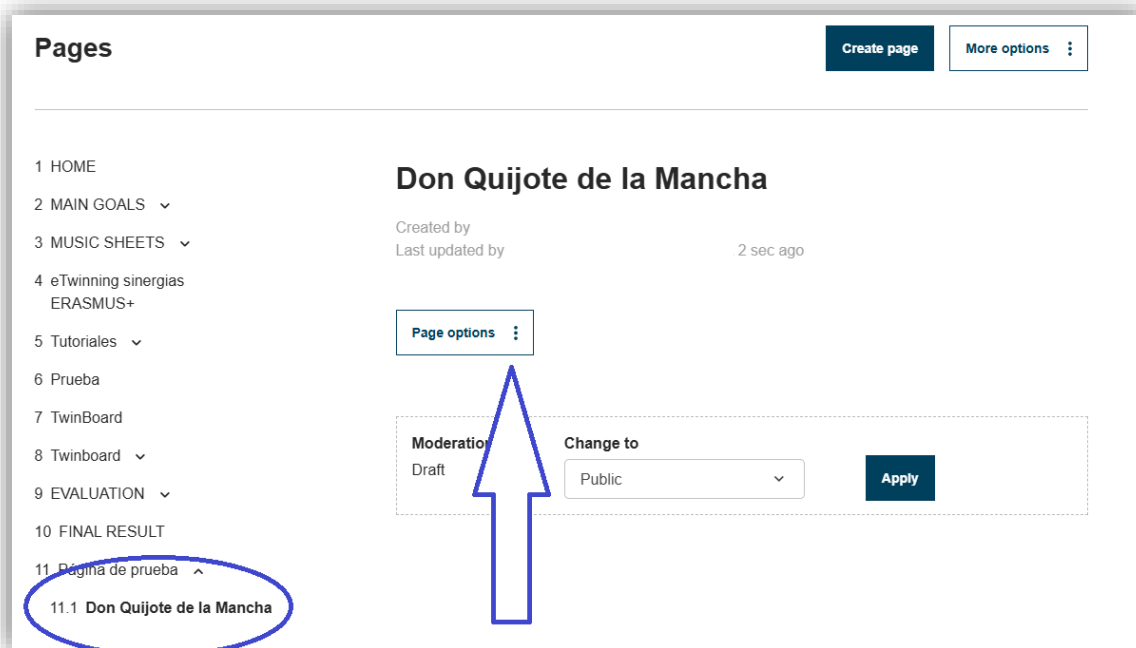 Pages
Create page
More options
1 HOME
2 MAIN GOALS
3 MUSIC SHEETS
4 eTwinning sinergias
ERASMUS+
5 Tutoriales
6 Prueba
7 TwinBoard
8 Twinboard
9 EVALUATION
10 FINAL RESULT
11 Página de prueba
11.1 Don Quijote de la Mancha
Don Quijote de la Mancha
Created by
Last updated by 2 sec ago
Page options
Moderation Change to
Draft Public Apply